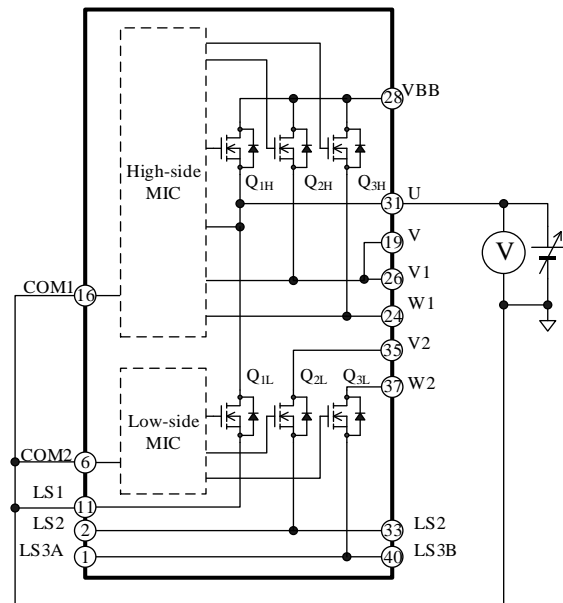 28 VBB
High-side
MIC
Q1H
Q2H
Q3H
31 U
19 V
V
26 V1
COM1 16
24 W1
35 V2
37 W2
Q1L
Q2L
Q3L
Low-side
MIC
COM2 6
LS1 11
LS2 2
33 LS2
LS3A 1
40 LS3B